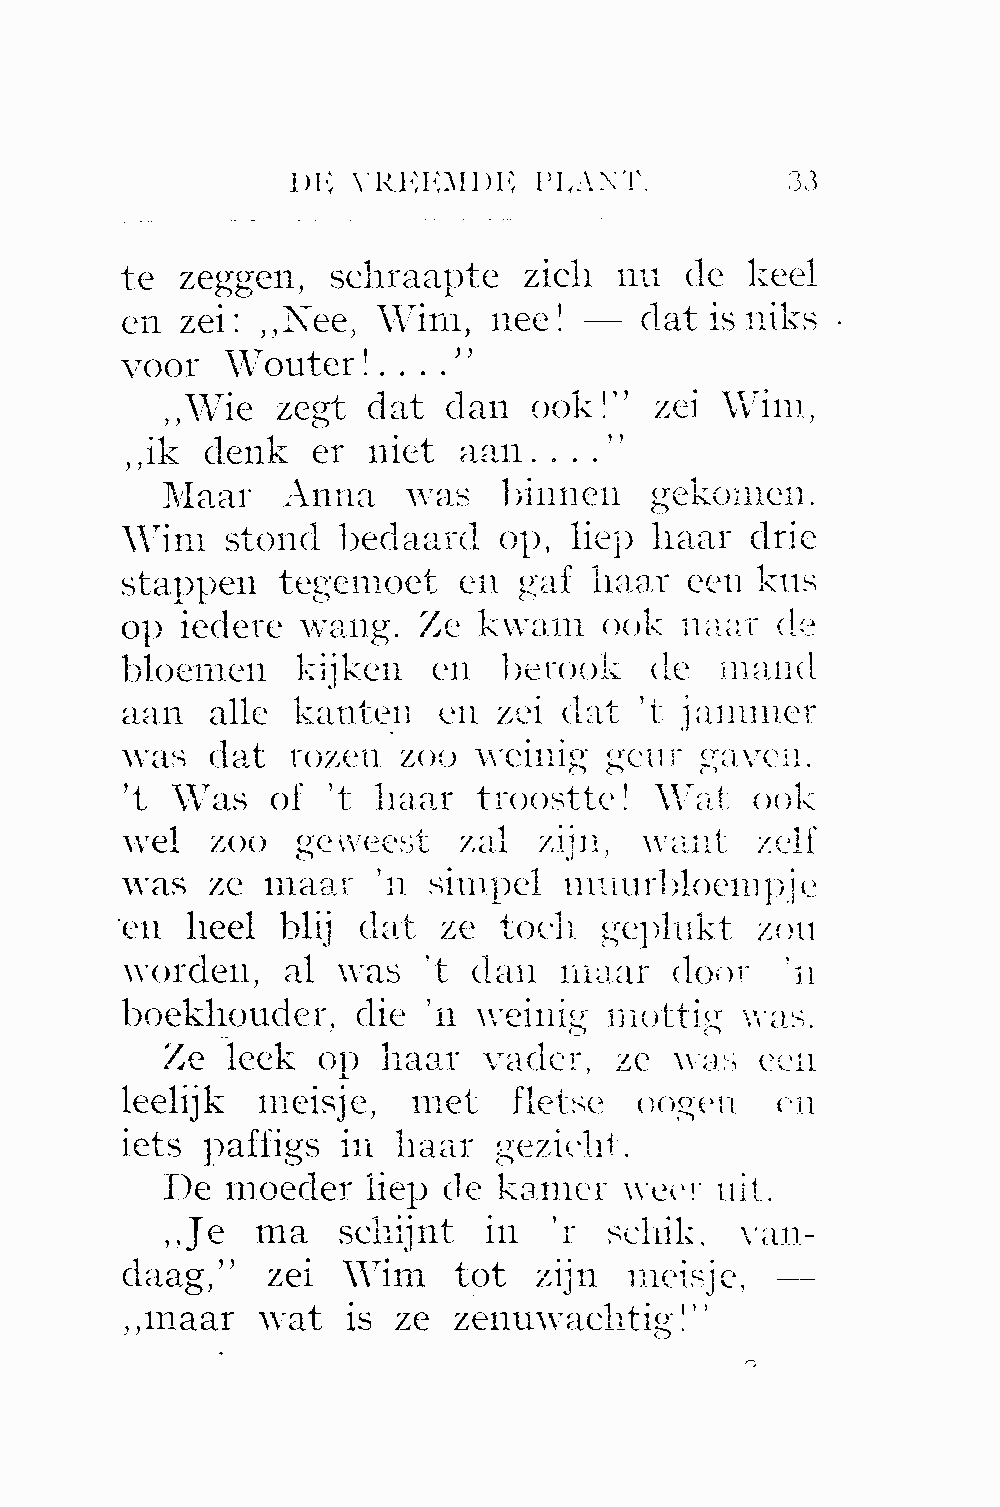 DE VREEMDE PLANT. 33
te zeggen, schraapte zich nu de keel
en zei: ,,Nee, Wim, nee! — dat is niks
voor Wouter!....”
,,Wie zegt dat dan ook!” zei Wim,
,,ik denk er niet aan....”
Maar Anna was binnen gekomen.
Wim stond bedaard op, liep haar drie
stappen tegemoet en gaf haar een kus
op iedere wang. Ze kwam ook naar de
bloemen kijken en berook de mand
aan alle kanten en zei dat 't jammer
was dat rozen zoo weinig geur gaven.
't Was of 't haar troostte! Wat ook
wel zoo geweest zal zijn, want zelf
was ze maar 'n simpel muurbloempje
en heel blij dat ze toch geplukt zou
worden, al was 't dan maar door 'n
boekhouder, die 'n weinig mottig was.
Ze leek op haar vader, ze was een
leelijk meisje, met fletse oogen en
iets paffigs in haar gezicht.
De moeder liep de kamer weer uit.
,,Je ma schijnt in 'r schik, van-
daag,” zei Wim tot zijn meisje, —
,,maar wat is ze zenuwachtig!”